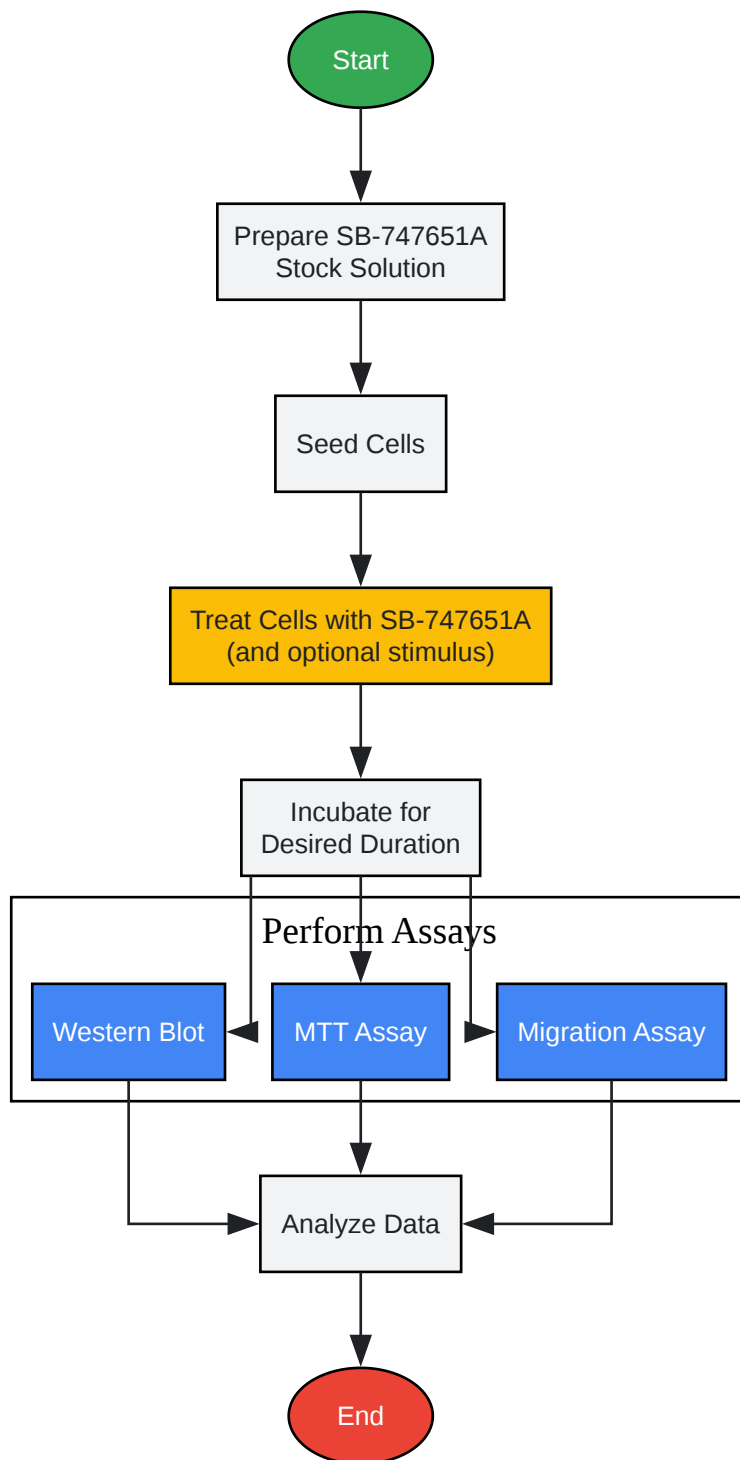 Start
Prepare SB-747651A
Stock Solution
Seed Cells
Treat Cells with SB-747651A
(and optional stimulus)
Incubate for
Desired Duration
Perform Assays
Western Blot
MTT Assay
Migration Assay
Analyze Data
End